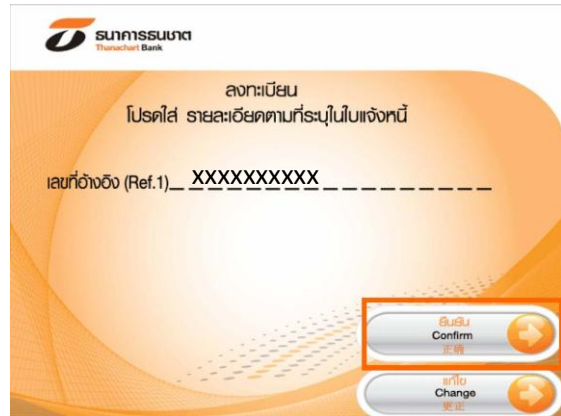 ธนาคารธนชาต
Thanachart Bank
ลงทะเบียน
โปรดใส่ รายละเอียดตามที่ระบุในใบแจ้งหนี้
เลขที่อ้างอิง (Ref.1)__XXXXXXXXXX_ _ _ _ _ _ _ _ _
ยืนยัน
Confirm
正确
แก้ไข
Change
更正